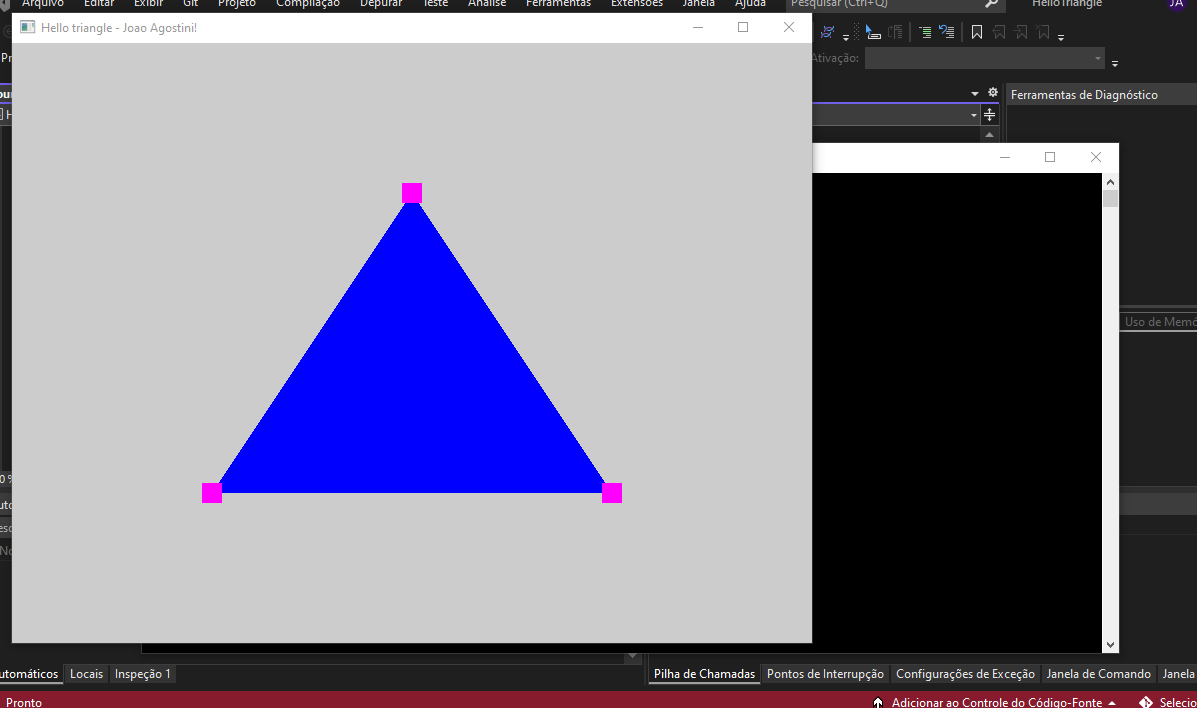 Arquivo Editar Exibir Git Projeto Compilação Depurar Teste Análise Ferramentas Extensões Janela Ajuda Pesquisar (Ctrl+Q) HelloTriangle JA
Hello triangle - Joao Agostini!
Ativação:
Ferramentas de Diagnóstico
Uso de Memó
utomáticos Locais Inspeção 1
Pilha de Chamadas Pontos de Interrupção Configurações de Exceção Janela de Comando Janela
Pronto
Adicionar ao Controle do Código-Fonte Selecio